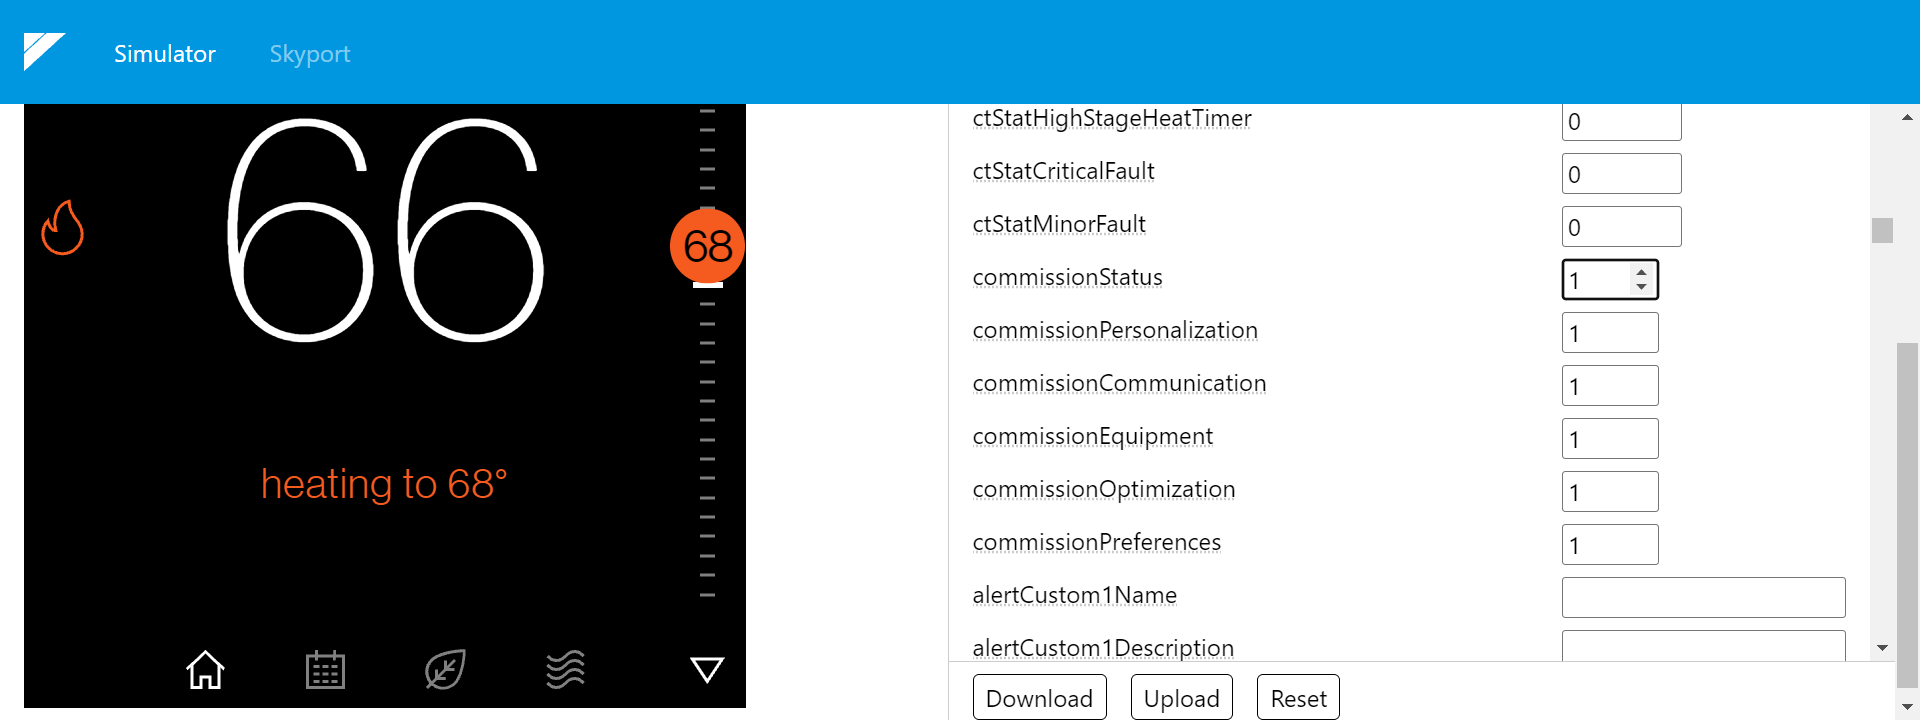 Simulator Skyport
66
68
heating to 68°
ctStatHighStageHeatTimer 0
ctStatCriticalFault 0
ctStatMinorFault 0
commissionStatus 1
commissionPersonalization 1
commissionCommunication 1
commissionEquipment 1
commissionOptimization 1
commissionPreferences 1
alertCustom1Name
alertCustom1Description
Download Upload Reset